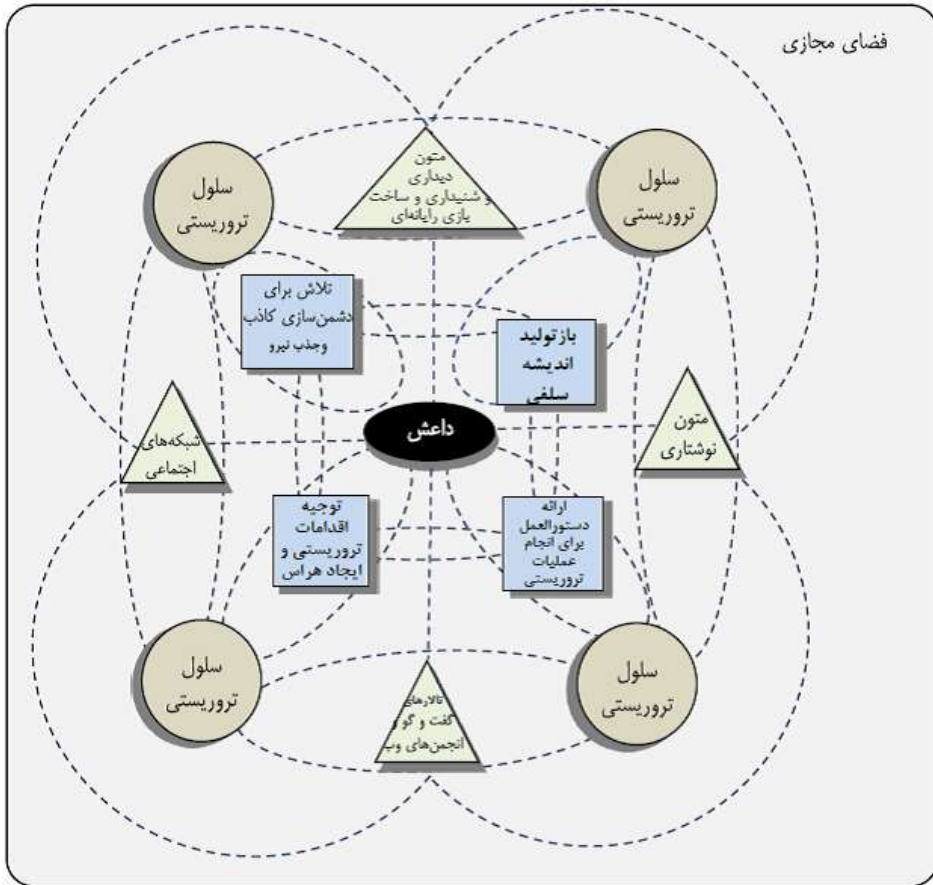 فضای مجازی
متون
دیداری
و شنیداری و ساخت
بازی رایانه‌ای
سلول
تروریستی
سلول
تروریستی
بازتولید
اندیشه
سلفی
تلاش برای
دشمن‌سازی کاذب
وجذب نیرو
متون
نوشتاری
داعش
شبکه‌های
اجتماعی
ارائه
دستورالعمل
برای انجام
عملیات
تروریستی
توجیه
اقدامات
تروریستی و
ایجاد هراس
سلول
تروریستی
تالارهای
گفت و گو و
انجمن‌های وب
سلول
تروریستی